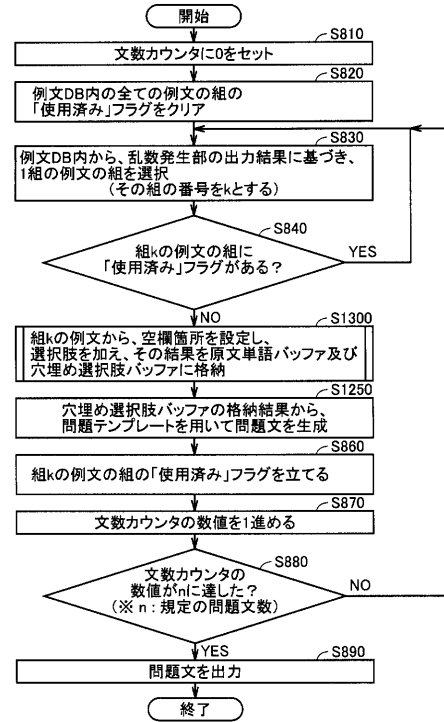 開始
S810
文数カウンタに0をセット
S820
例文DB内の全ての例文の組の
「使用済み」フラグをクリア
S830
例文DB内から、乱数発生部の出力結果に基づき、
1組の例文の組を選択
(その組の番号をkとする)
S840
組kの例文の組に
「使用済み」フラグがある?
YES
NO
S1300
組kの例文から、空欄箇所を設定し、
選択肢を加え、その結果を原文単語バッファ及び
穴埋め選択肢バッファに格納
S1250
穴埋め選択肢バッファの格納結果から、
問題テンプレートを用いて問題文を生成
S860
組kの例文の組の「使用済み」フラグを立てる
S870
文数カウンタの数値を1進める
S880
文数カウンタの
数値がnに達した?
(※ n:規定の問題文数)
NO
YES
S890
問題文を出力
終了